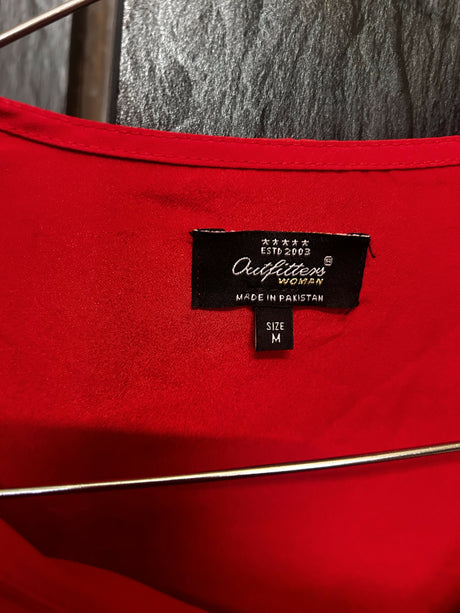 ★★★★★
ESTD 2003
Outfitters®
WOMAN
MADE IN PAKISTAN
SIZE
M